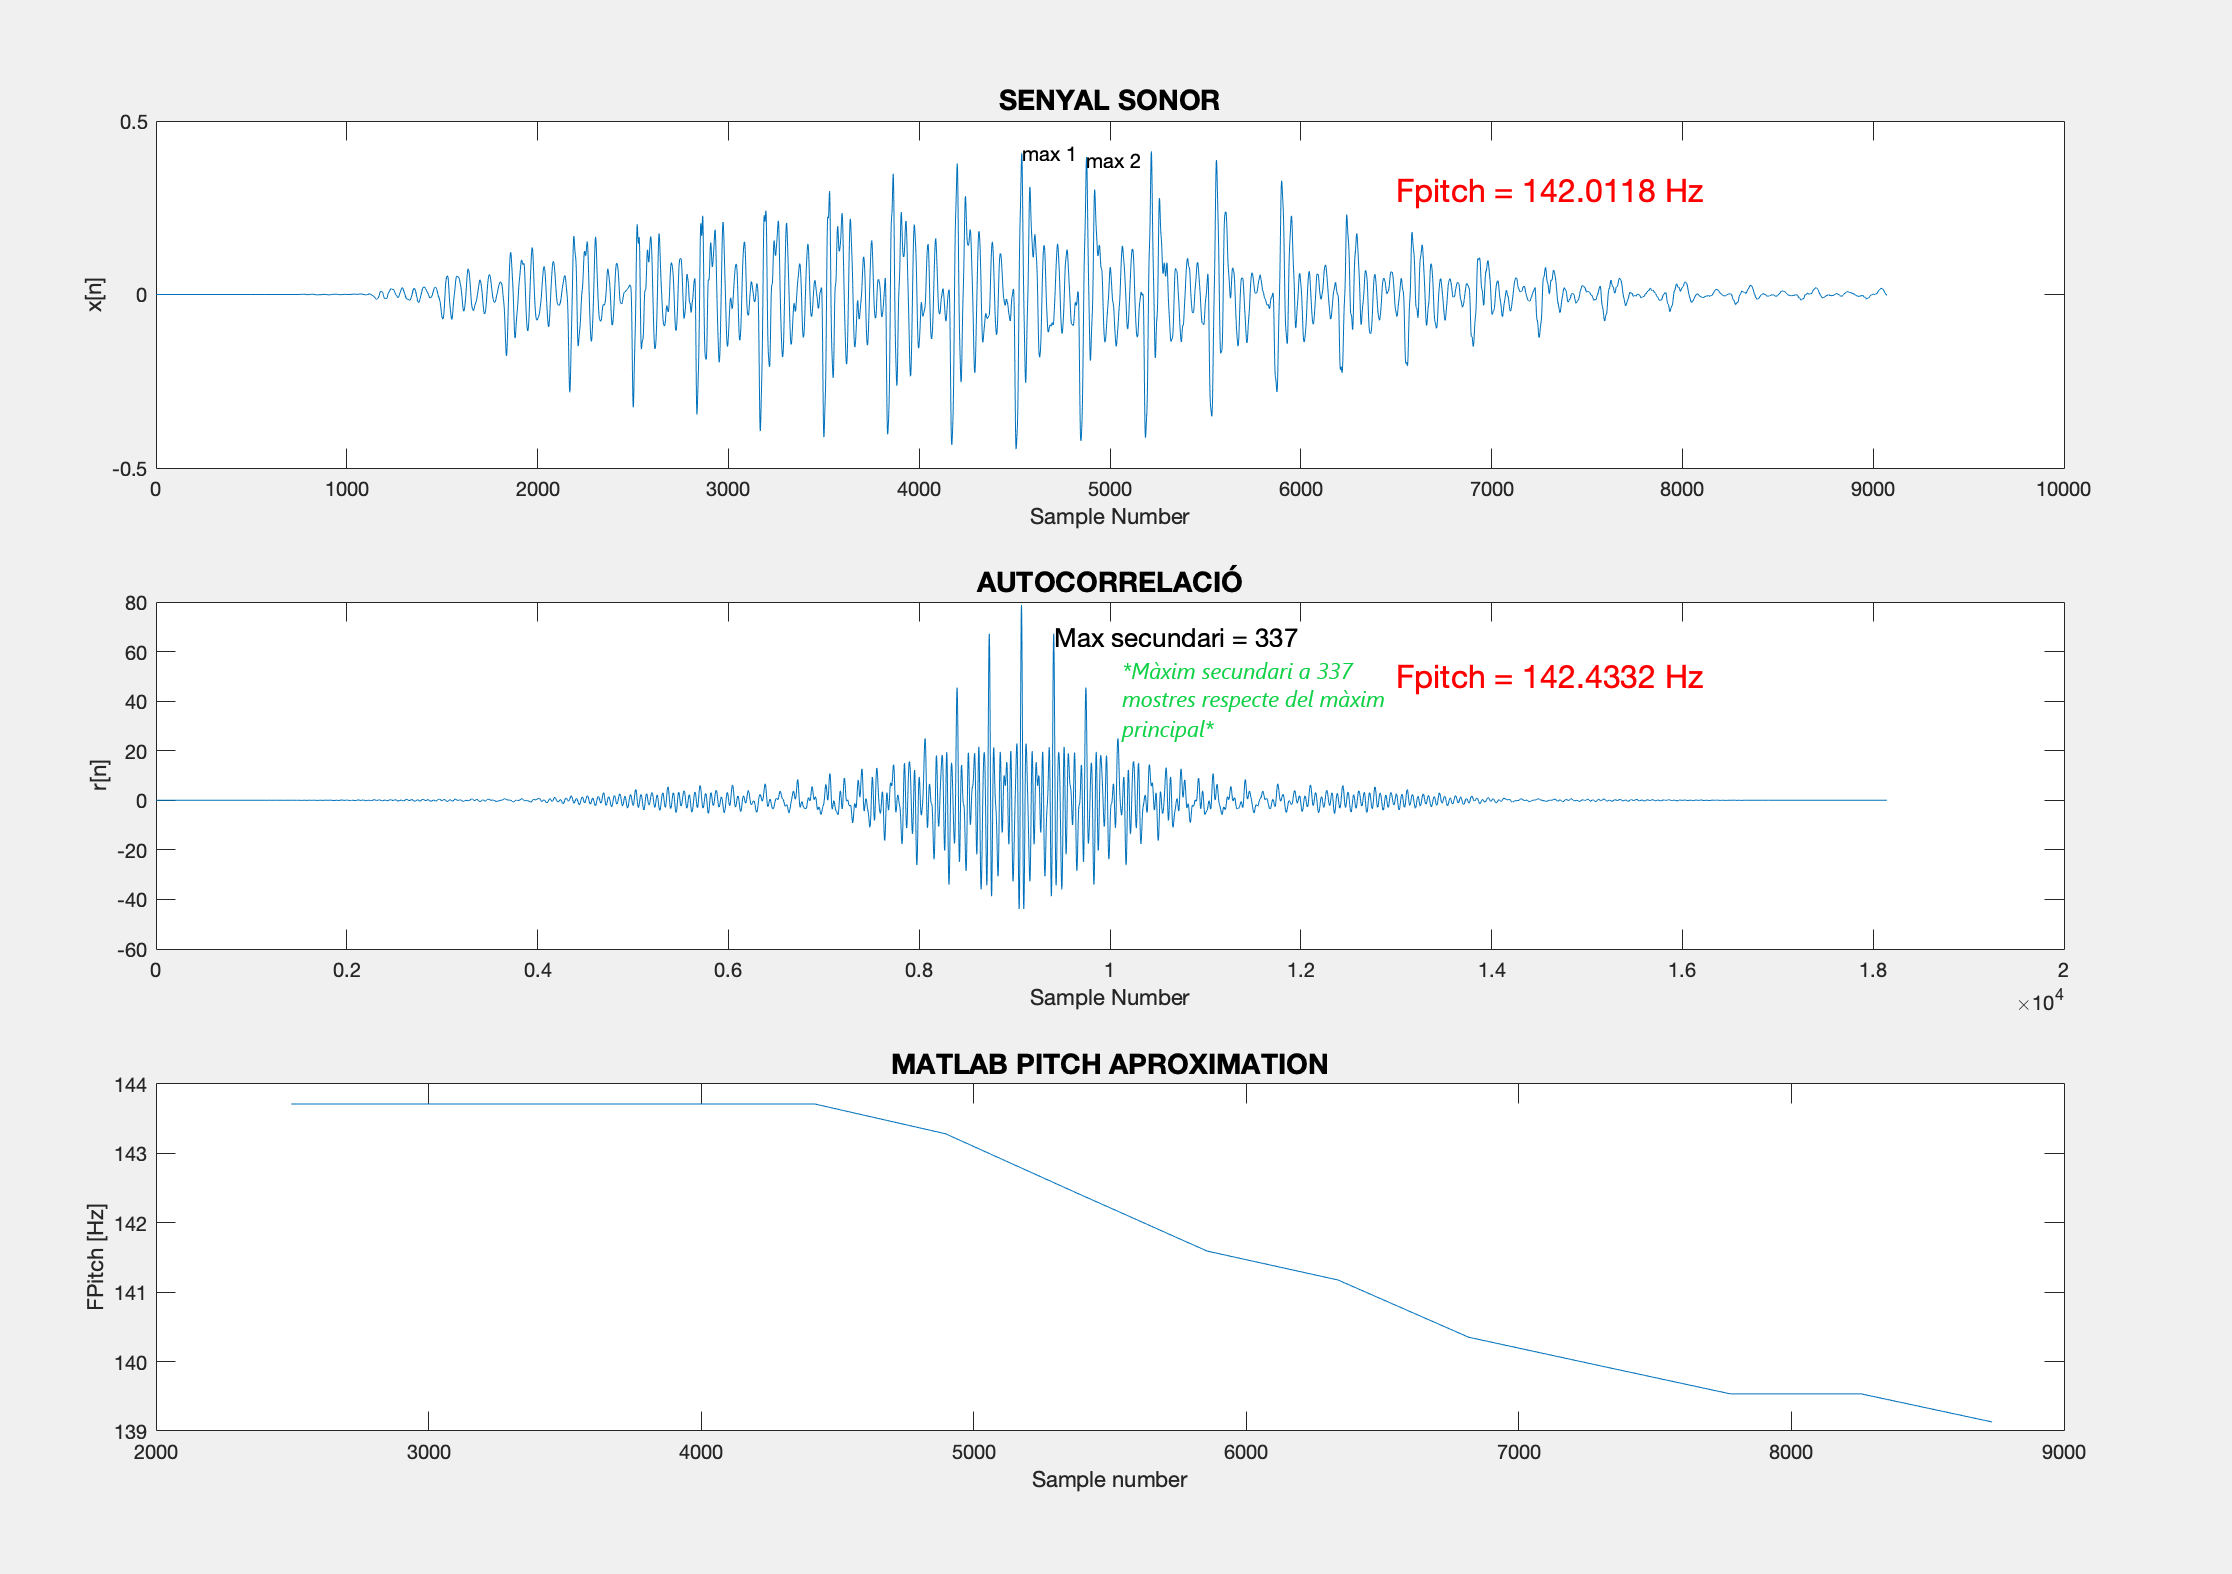 SENYAL SONOR
0.5
max 1
max 2
Fpitch = 142.0118 Hz
x[n]
0
-0.5
0 1000 2000 3000 4000 5000 6000 7000 8000 9000 10000
Sample Number
AUTOCORRELACIÓ
80
Max secundari = 337
60
*Màxim secundari a 337
mostres respecte del màxim
principal*
Fpitch = 142.4332 Hz
40
20
r[n]
0
-20
-40
-60
0 0.2 0.4 0.6 0.8 1 1.2 1.4 1.6 1.8 2
Sample Number
×10⁴
MATLAB PITCH APROXIMATION
144
143
142
FPitch [Hz]
141
140
139
2000 3000 4000 5000 6000 7000 8000 9000
Sample number